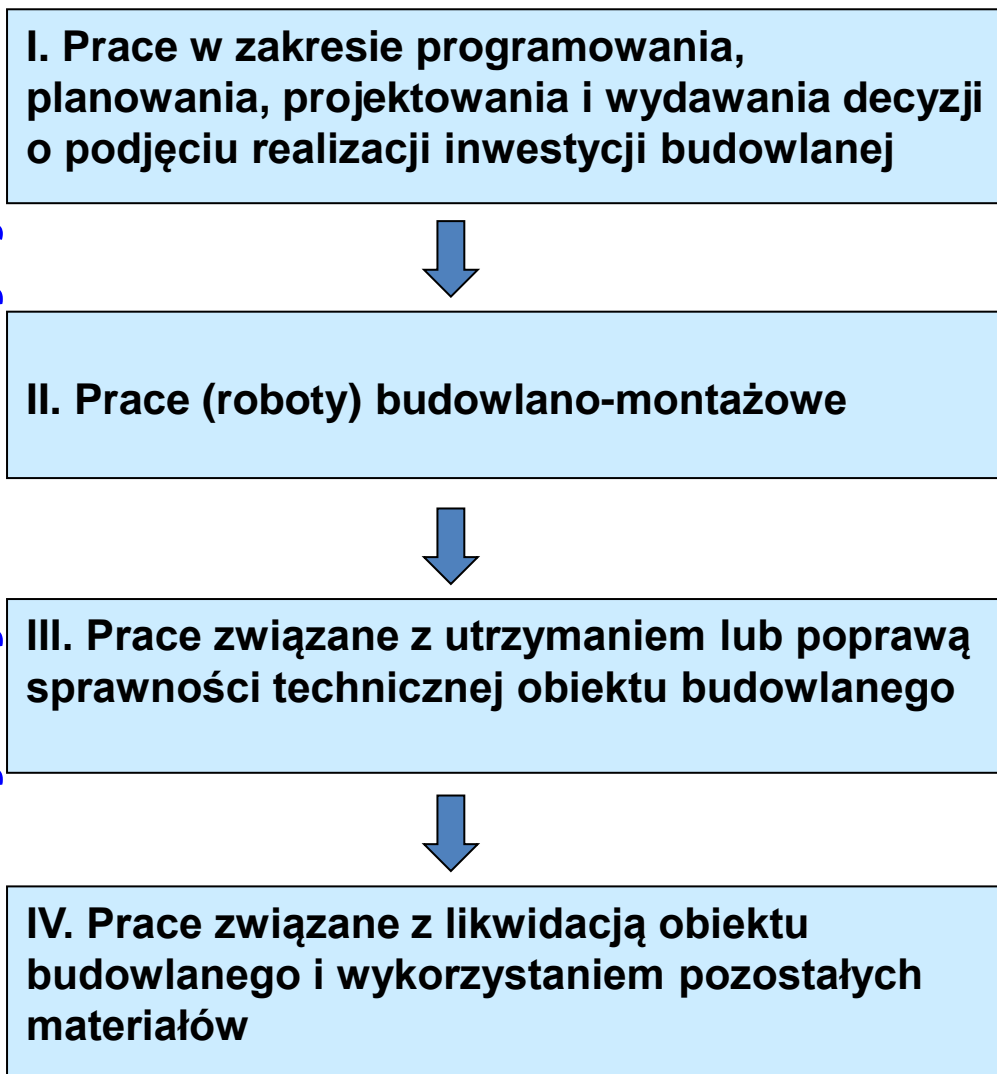 I. Prace w zakresie programowania,
planowania, projektowania i wydawania decyzji
o podjęciu realizacji inwestycji budowlanej
II. Prace (roboty) budowlano-montażowe
III. Prace związane z utrzymaniem lub poprawą
sprawności technicznej obiektu budowlanego
IV. Prace związane z likwidacją obiektu
budowlanego i wykorzystaniem pozostałych
materiałów